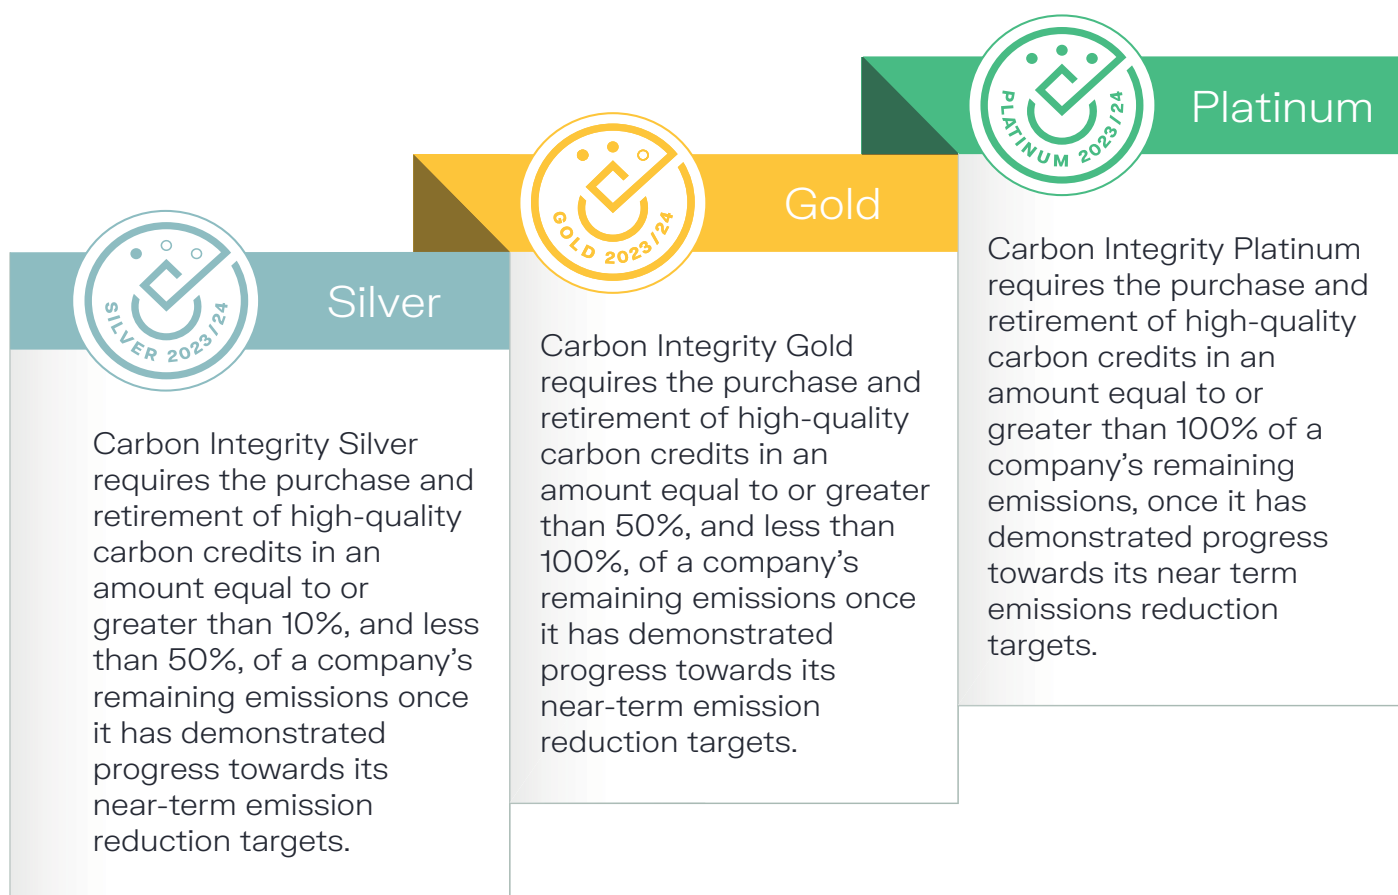 SILVER 2023/24
Silver
Carbon Integrity Silver
requires the purchase and
retirement of high-quality
carbon credits in an
amount equal to or
greater than 10%, and less
than 50%, of a company’s
remaining emissions once
it has demonstrated
progress towards its
near-term emission
reduction targets.
GOLD 2023/24
Gold
Carbon Integrity Gold
requires the purchase and
retirement of high-quality
carbon credits in an
amount equal to or greater
than 50%, and less than
100%, of a company’s
remaining emissions once
it has demonstrated
progress towards its
near-term emission
reduction targets.
PLATINUM 2023/24
Platinum
Carbon Integrity Platinum
requires the purchase and
retirement of high-quality
carbon credits in an
amount equal to or
greater than 100% of a
company’s remaining
emissions, once it has
demonstrated progress
towards its near term
emissions reduction
targets.